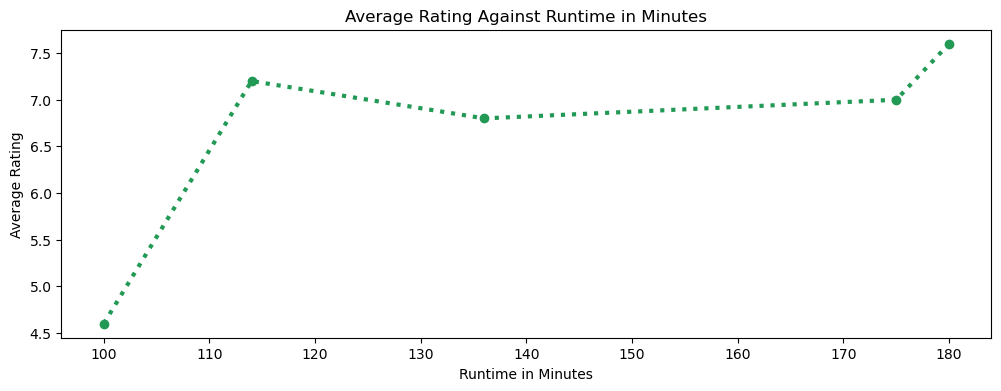 Average Rating Against Runtime in Minutes
Average Rating
7.5
7.0
6.5
6.0
5.5
5.0
4.5
100 110 120 130 140 150 160 170 180
Runtime in Minutes